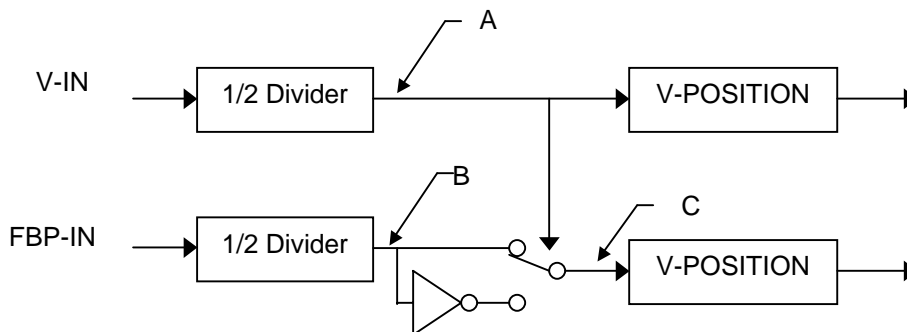 A
V-IN
1/2 Divider
V-POSITION
B
C
FBP-IN
1/2 Divider
V-POSITION